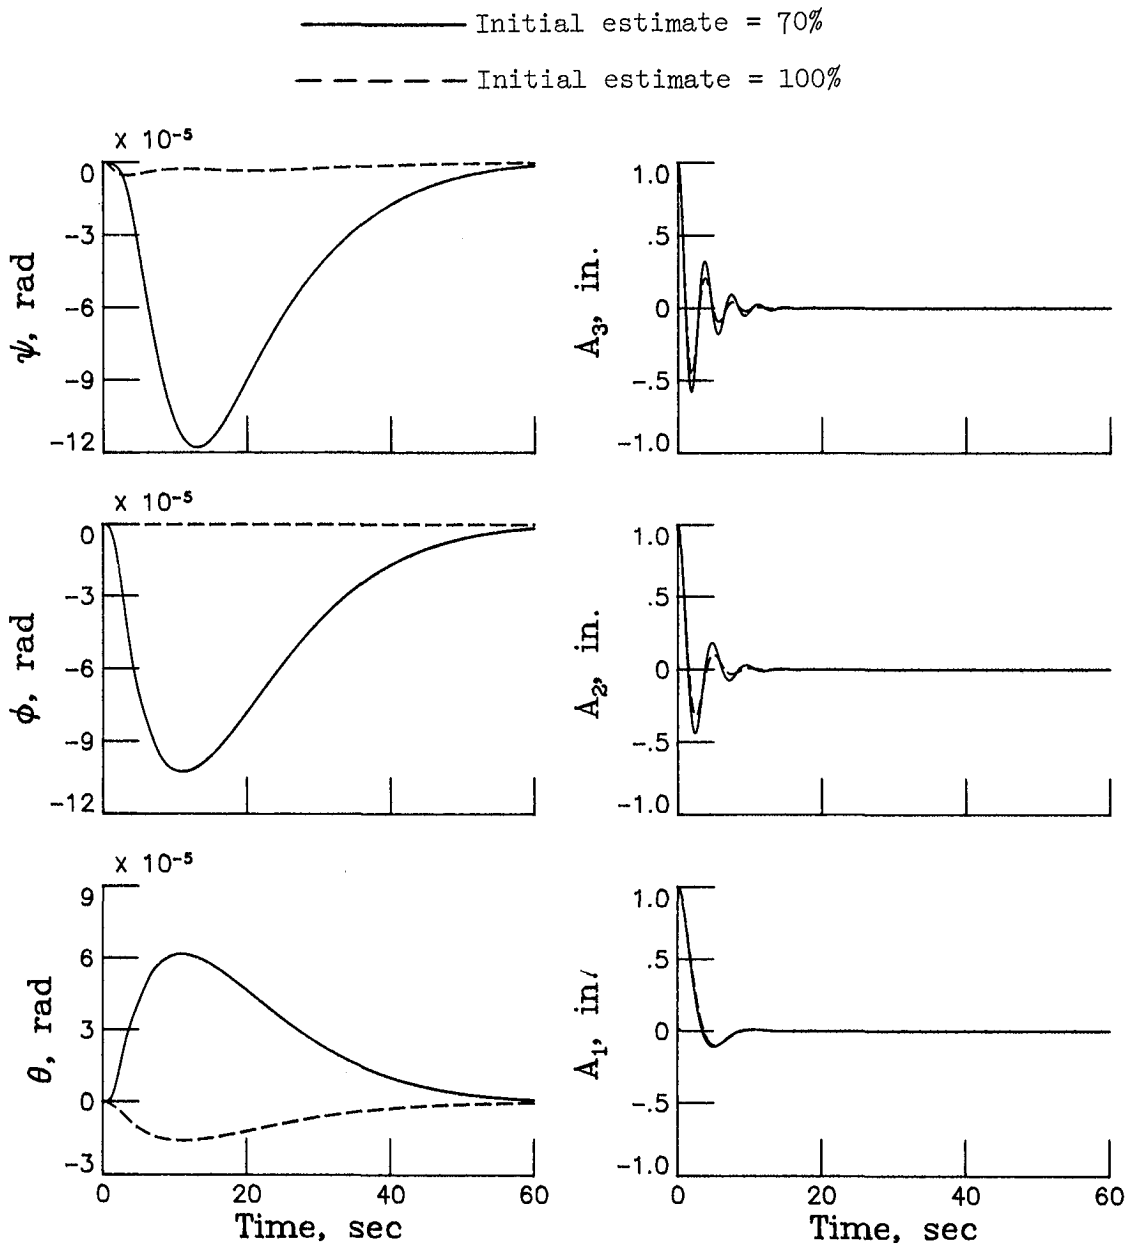 Initial estimate = 70%
Initial estimate = 100%
X 10⁻⁵
0
-3
-6
-9
-12
ψ, rad
1.0
.5
0
-.5
-1.0
A₃, in.
X 10⁻⁵
0
-3
-6
-9
-12
ϕ, rad
1.0
.5
0
-.5
-1.0
A₂, in.
X 10⁻⁵
9
6
3
0
-3
θ, rad
0 20 40 60
Time, sec
1.0
.5
0
-.5
-1.0
A₁, in.
0 20 40 60
Time, sec